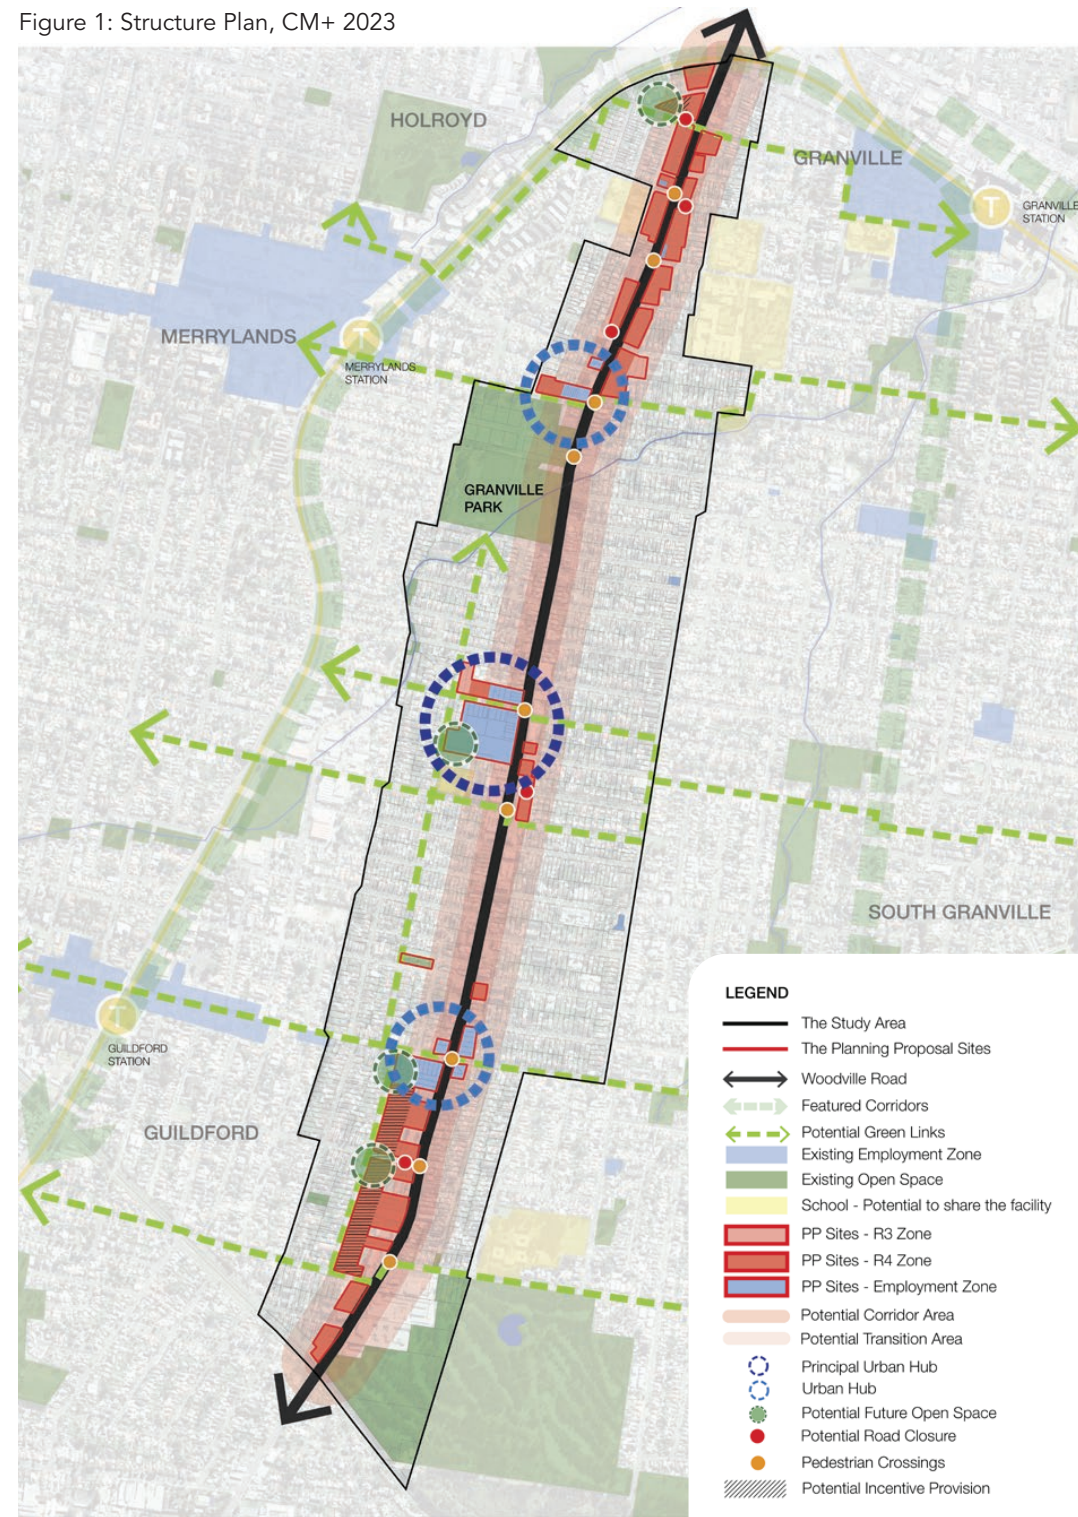 Figure 1: Structure Plan, CM+ 2023
HOLROYD
GRANVILLE
T
GRANVILLE
STATION
MERRYLANDS
T
MERRYLANDS
STATION
GRANVILLE
PARK
SOUTH GRANVILLE
T
GUILDFORD
STATION
GUILDFORD
LEGEND
The Study Area
The Planning Proposal Sites
Woodville Road
Featured Corridors
Potential Green Links
Existing Employment Zone
Existing Open Space
School - Potential to share the facility
PP Sites - R3 Zone
PP Sites - R4 Zone
PP Sites - Employment Zone
Potential Corridor Area
Potential Transition Area
Principal Urban Hub
Urban Hub
Potential Future Open Space
Potential Road Closure
Pedestrian Crossings
Potential Incentive Provision